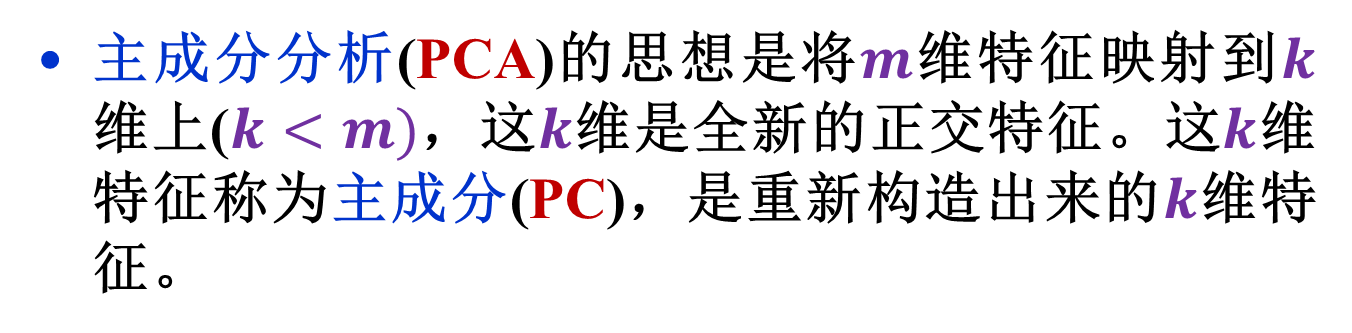 • 主成分分析(PCA)的思想是将m维特征映射到k
维上(k < m)，这k维是全新的正交特征。这k维
特征称为主成分(PC)，是重新构造出来的k维特
征。